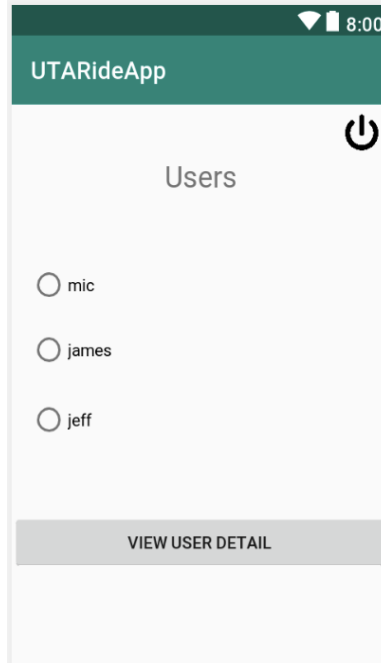 8:00
UTARideApp
Users
mic
james
jeff
VIEW USER DETAIL